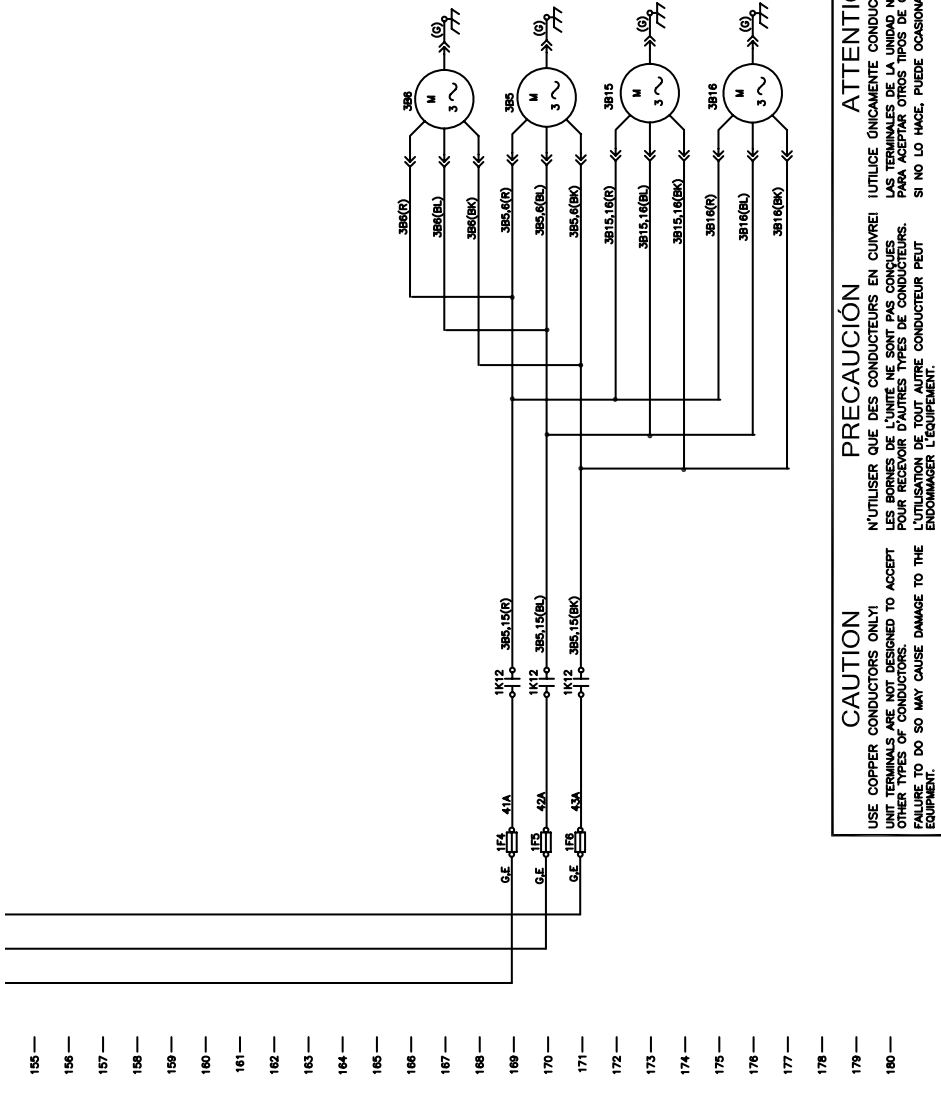 155
156
157
158
159
160
161
162
163
164
165
166
167
168
169
170
171
172
173
174
175
176
177
178
179
180
G,E
1F4
41A
1K12
3B5,15(R)
G,E
1F5
42A
1K12
3B5,15(BL)
G,E
1F6
43A
1K12
3B5,15(BK)
3B6(R)
3B6(BL)
3B6(BK)
3B6
M
3 ~
(G)
3B5,6(R)
3B5,6(BL)
3B5,6(BK)
3B5
M
3 ~
(G)
3B15,16(R)
3B15,16(BL)
3B15,16(BK)
3B15
M
3 ~
(G)
3B16(R)
3B16(BL)
3B16(BK)
3B16
M
3 ~
(G)
CAUTION
USE COPPER CONDUCTORS ONLY!
UNIT TERMINALS ARE NOT DESIGNED TO ACCEPT
OTHER TYPES OF CONDUCTORS.
FAILURE TO DO SO MAY CAUSE DAMAGE TO THE
EQUIPMENT.
PRECAUCIÓN
N'UTILISER QUE DES CONDUCTEURS EN CUIVRE!
LES BORNES DE L'UNITÉ NE SONT PAS CONÇUES
POUR RECEVOIR D'AUTRES TYPES DE CONDUCTEURS.
L'UTILISATION DE TOUT AUTRE CONDUCTEUR PEUT
ENDOMMAGER L'ÉQUIPEMENT.
ATTENTIO
¡UTILICE ÚNICAMENTE CONDUC
LAS TERMINALES DE LA UNIDAD N
PARA ACEPTAR OTROS TIPOS DE C
SI NO LO HACE, PUEDE OCASIONA